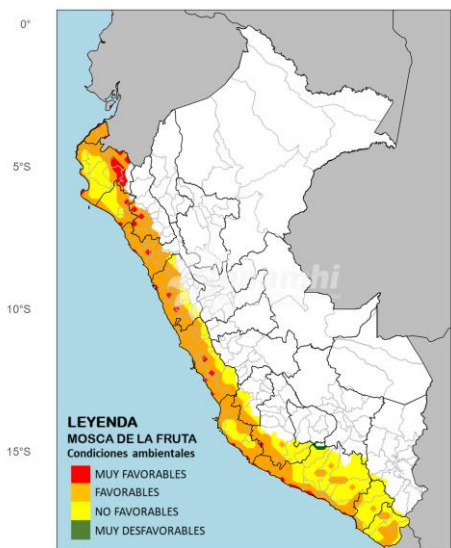 0°
5°S
10°S
15°S
LEYENDA
MOSCA DE LA FRUTA
Condiciones ambientales
MUY FAVORABLES
FAVORABLES
NO FAVORABLES
MUY DESFAVORABLES